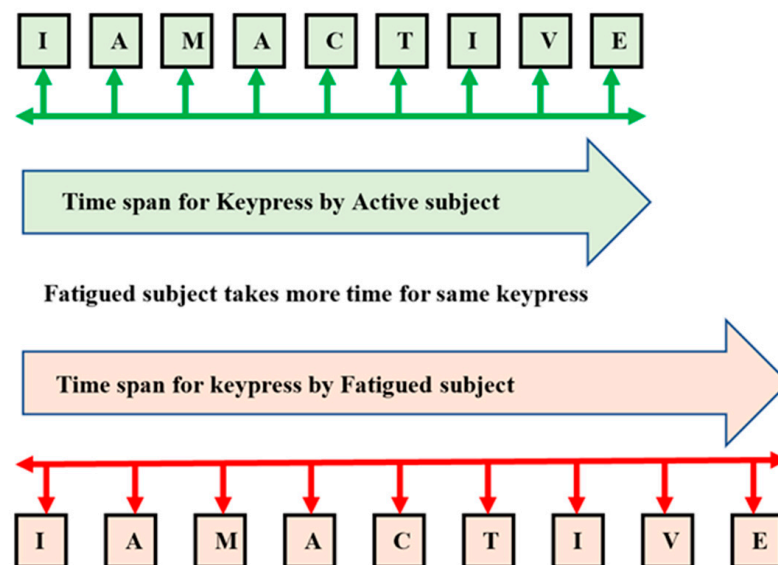 I A M A C T I V E
Time span for Keypress by Active subject
Fatigued subject takes more time for same keypress
Time span for keypress by Fatigued subject
I A M A C T I V E